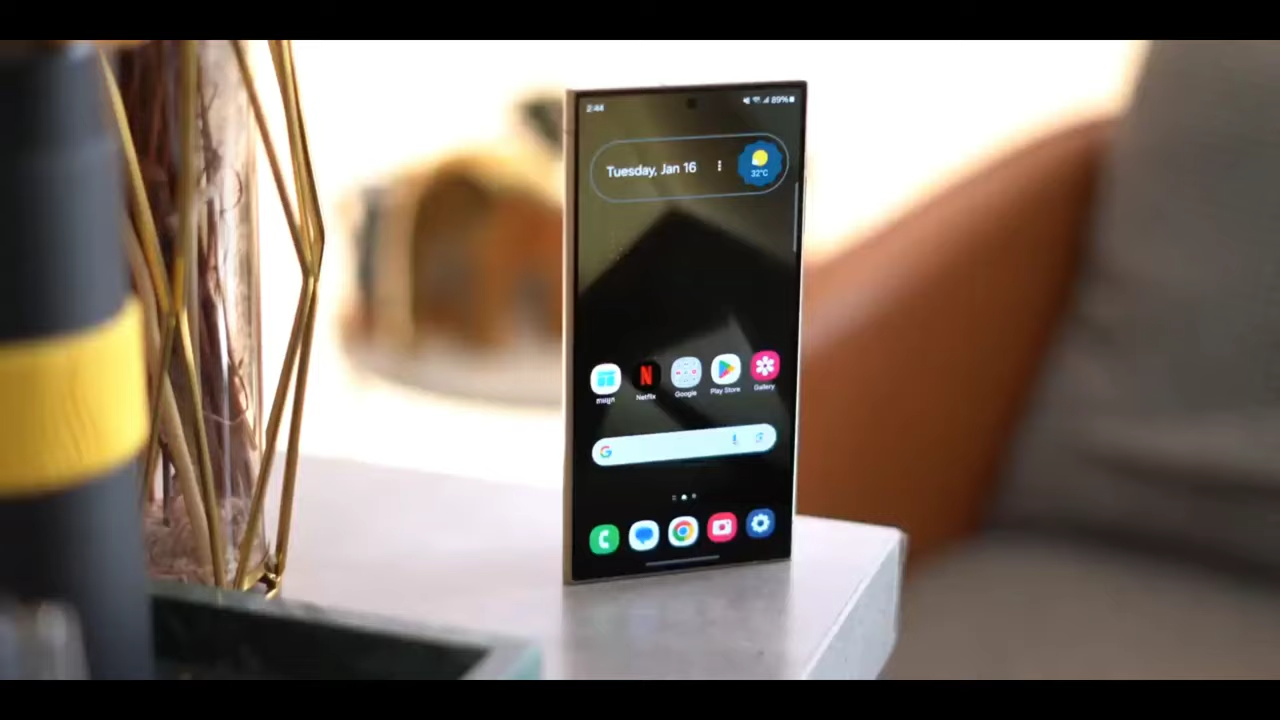 2:44
89%
Tuesday, Jan 16
32°C
Netflix
Google
Play Store
Gallery